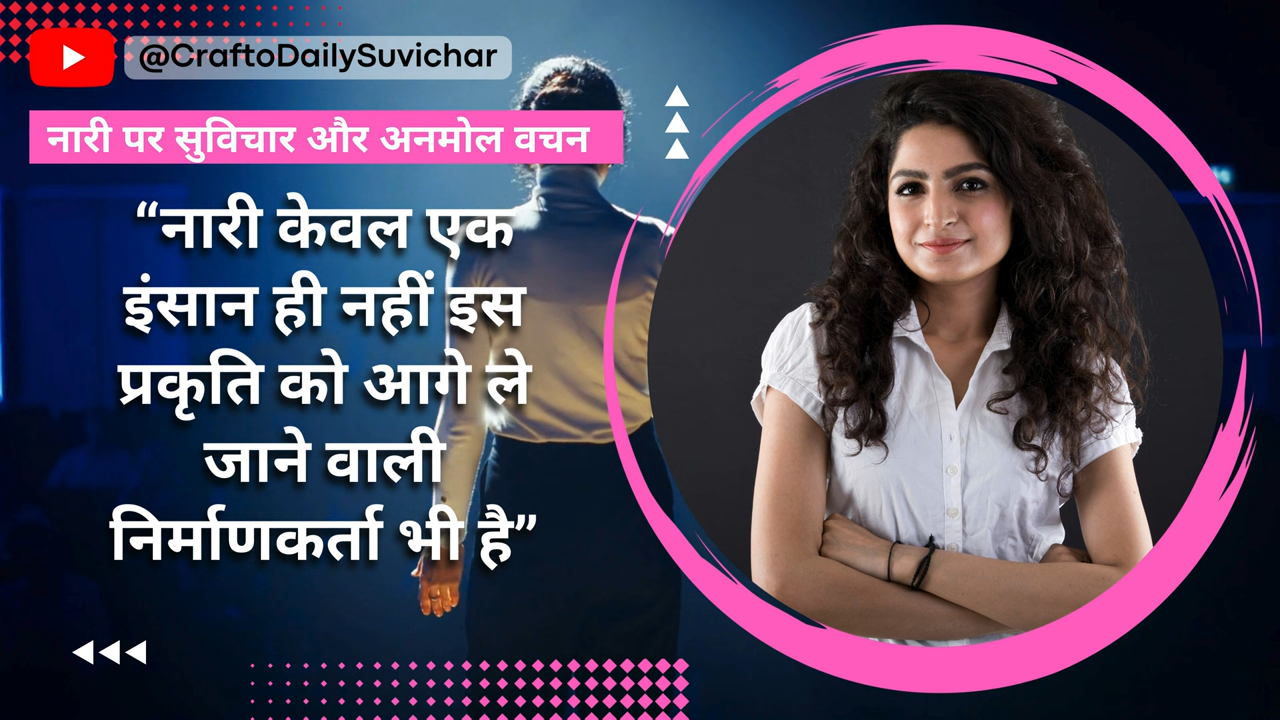 @CraftoDailySuvichar
नारी पर सुविचार और अनमोल वचन
“नारी केवल एक
इंसान ही नहीं इस
प्रकृति को आगे ले
जाने वाली
निर्माणकर्ता भी है”